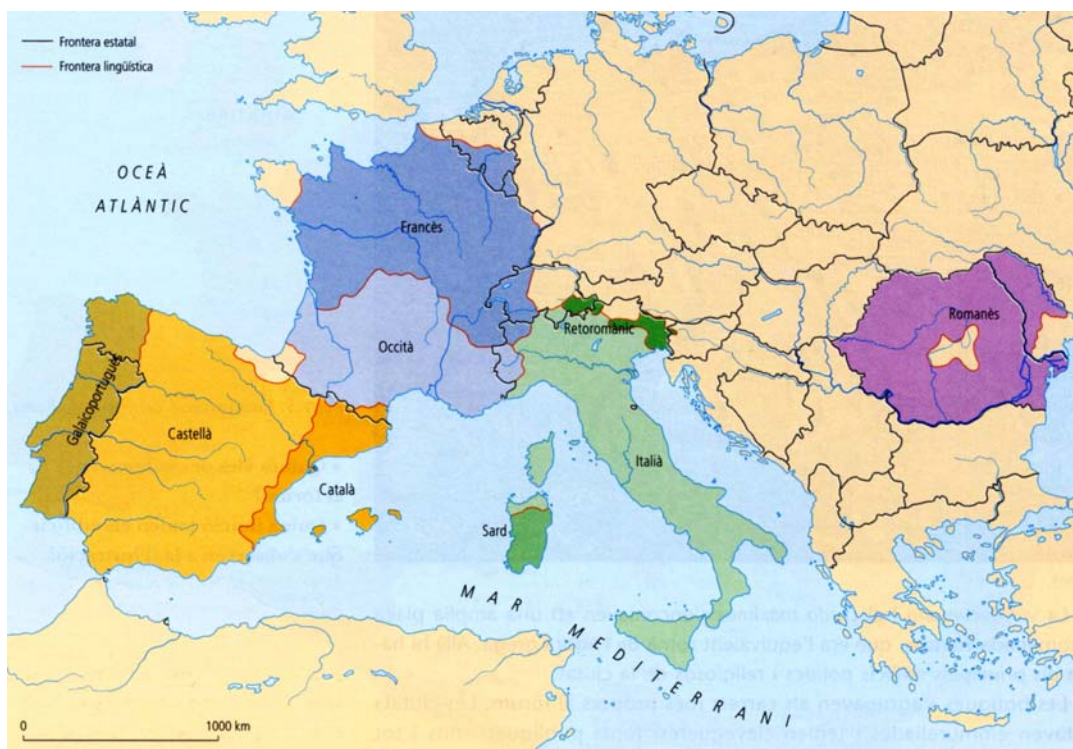 Frontera estatal
Frontera lingüística
OCEÀ
ATLÀNTIC
Francès
Occità
Retoromànic
Romanès
Galaicoportuguès
Castellà
Català
Italià
Sard
MAR
MEDITERRANI
0 1000 km